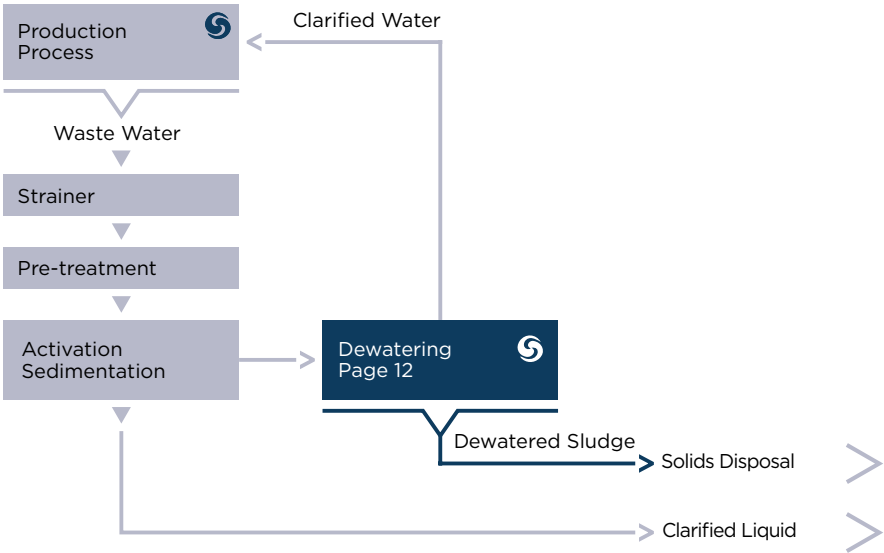 Production
Process
Clarified Water
Waste Water
Strainer
Pre-treatment
Activation
Sedimentation
Dewatering
Page 12
Dewatered Sludge
Solids Disposal
Clarified Liquid